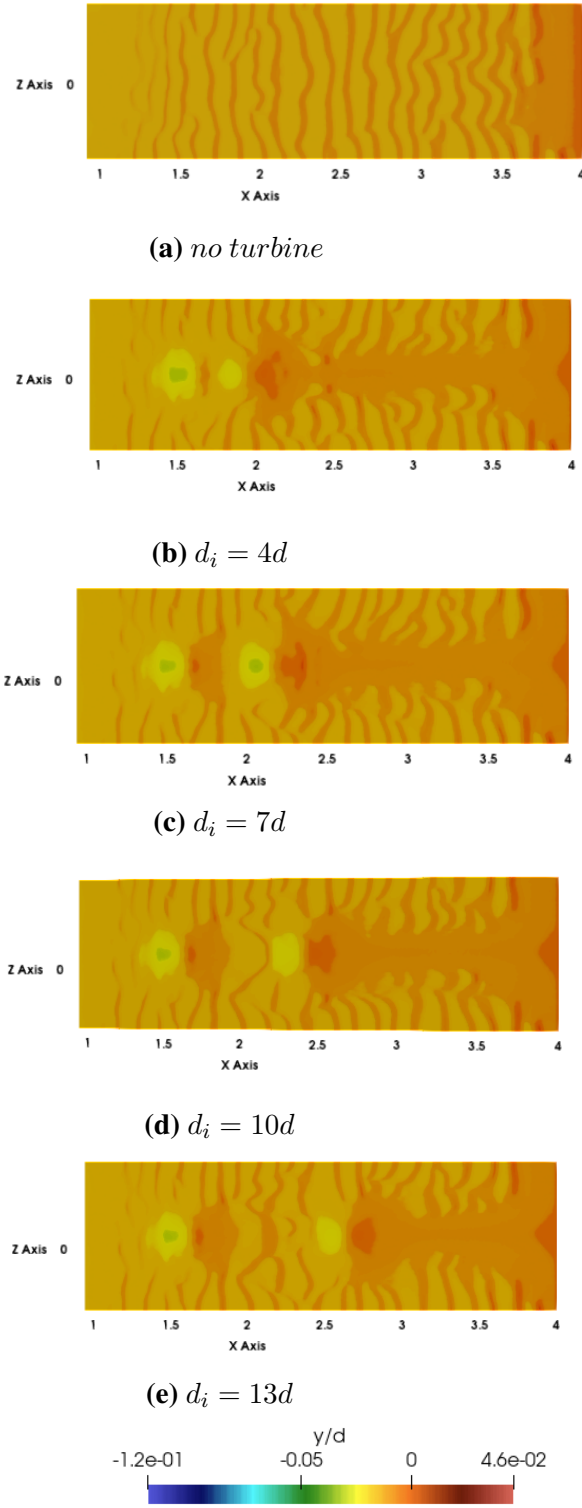 Z Axis 0
1 1.5 2 2.5 3 3.5 4
X Axis
(a) no turbine
Z Axis 0
1 1.5 2 2.5 3 3.5 4
X Axis
(b) d_i = 4d
Z Axis 0
1 1.5 2 2.5 3 3.5 4
X Axis
(c) d_i = 7d
Z Axis 0
1 1.5 2 2.5 3 3.5 4
X Axis
(d) d_i = 10d
Z Axis 0
1 1.5 2 2.5 3 3.5 4
X Axis
(e) d_i = 13d
y/d
-1.2e-01 -0.05 0 4.6e-02